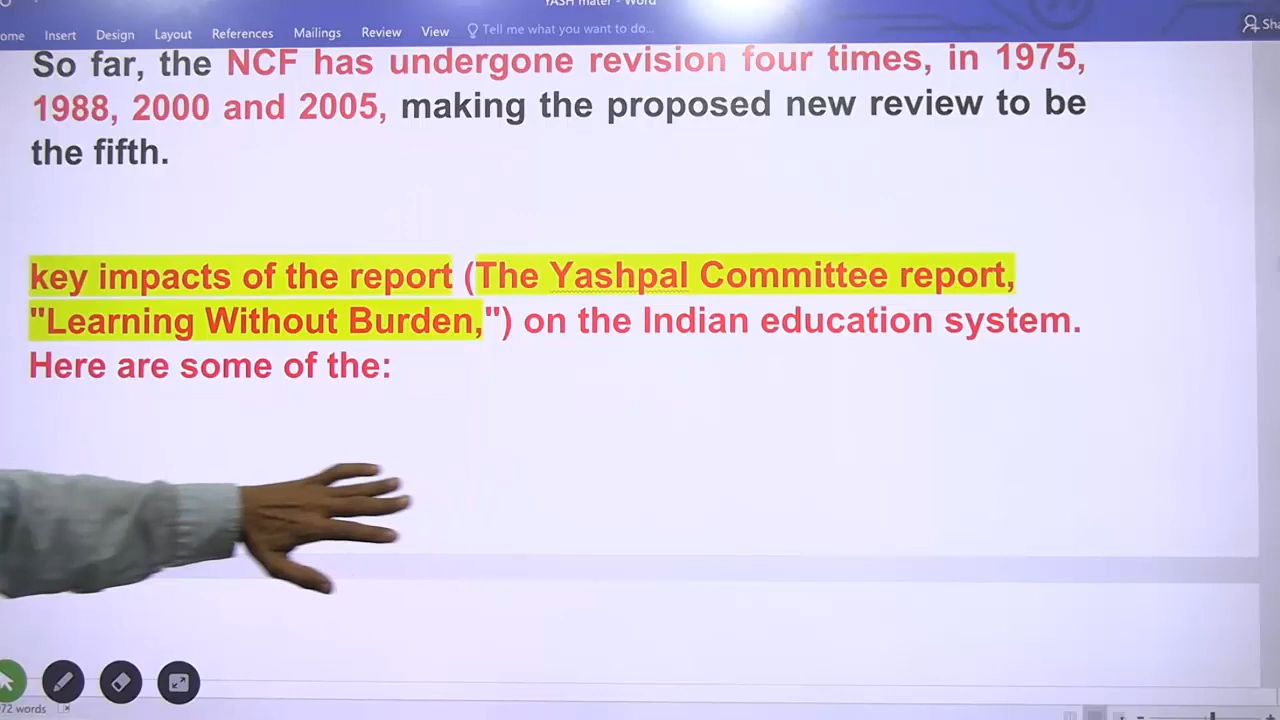 YASH mater - Word
Insert Design Layout References Mailings Review View Tell me what you want to do...
So far, the NCF has undergone revision four times, in 1975,
1988, 2000 and 2005, making the proposed new review to be
the fifth.
key impacts of the report (The Yashpal Committee report,
"Learning Without Burden,") on the Indian education system.
Here are some of the:
72 words